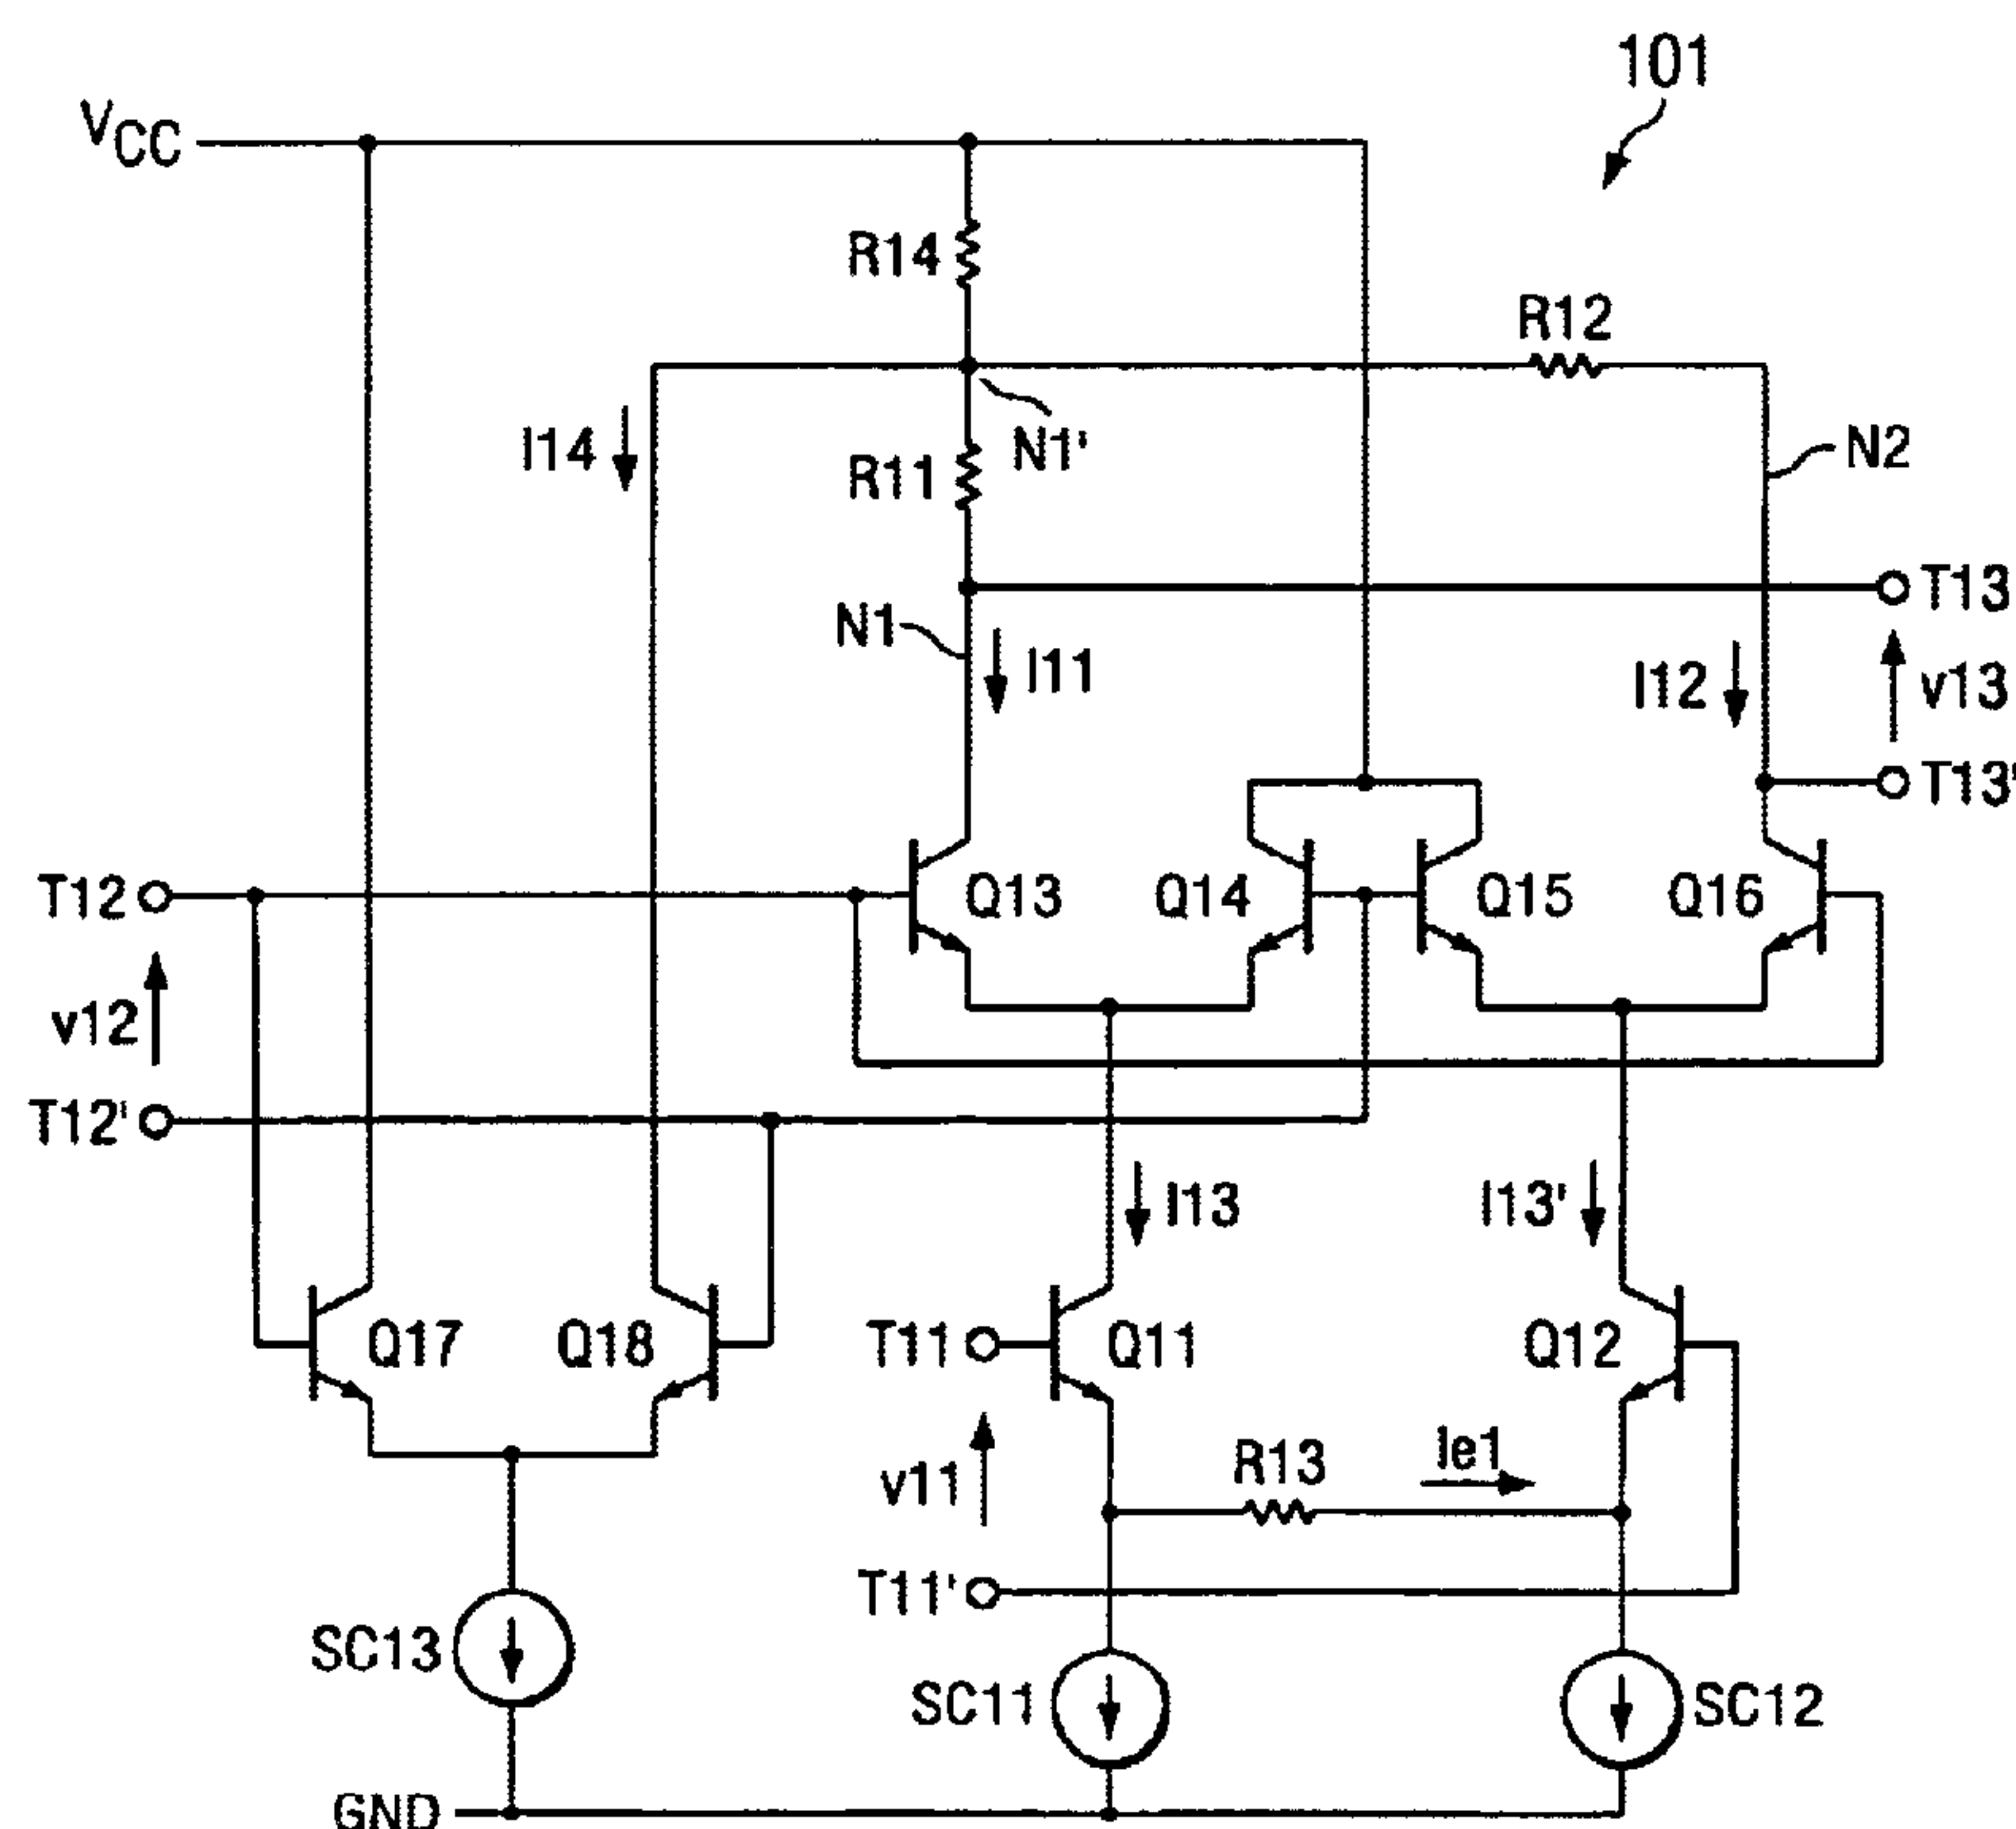 101
VCC
R14
R12
I14
N1'
N2
R11
T13
N1
I11
I12
v13
T13'
T12
Q13
Q14
Q15
Q16
v12
T12'
I13
I13'
Q17
Q18
T11
Q11
Q12
v11
R13
Ie1
T11'
SC13
SC11
SC12
GND